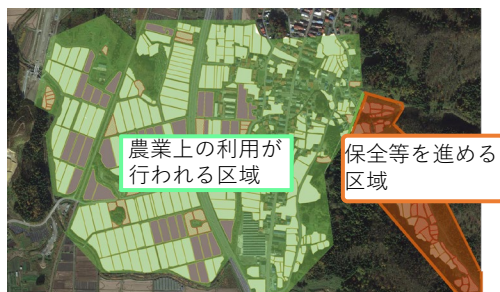 農業上の利用が
行われる区域
保全等を進める
区域